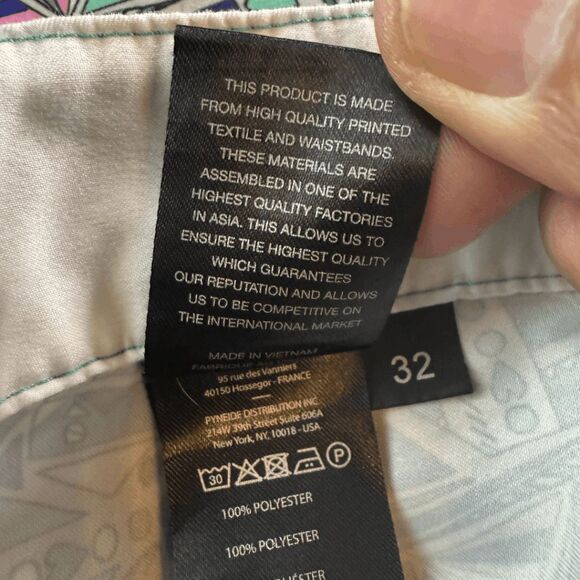 THIS PRODUCT IS MADE
FROM HIGH QUALITY PRINTED
TEXTILE AND WAISTBANDS.
THESE MATERIALS ARE
ASSEMBLED IN ONE OF THE
HIGHEST QUALITY FACTORIES
IN ASIA. THIS ALLOWS US TO
ENSURE THE HIGHEST QUALITY
WHICH GUARANTEES
OUR REPUTATION AND ALLOWS
US TO BE COMPETITIVE ON
THE INTERNATIONAL MARKET
MADE IN VIETNAM
FABRIQUE AU
95 rue des Vanniers
40150 Hossegor - FRANCE
PYNEIDE DISTRIBUTION INC
214W 39th Street Suite 606A
New York, NY, 10018 - USA
30 P
100% POLYESTER
100% POLYESTER
32